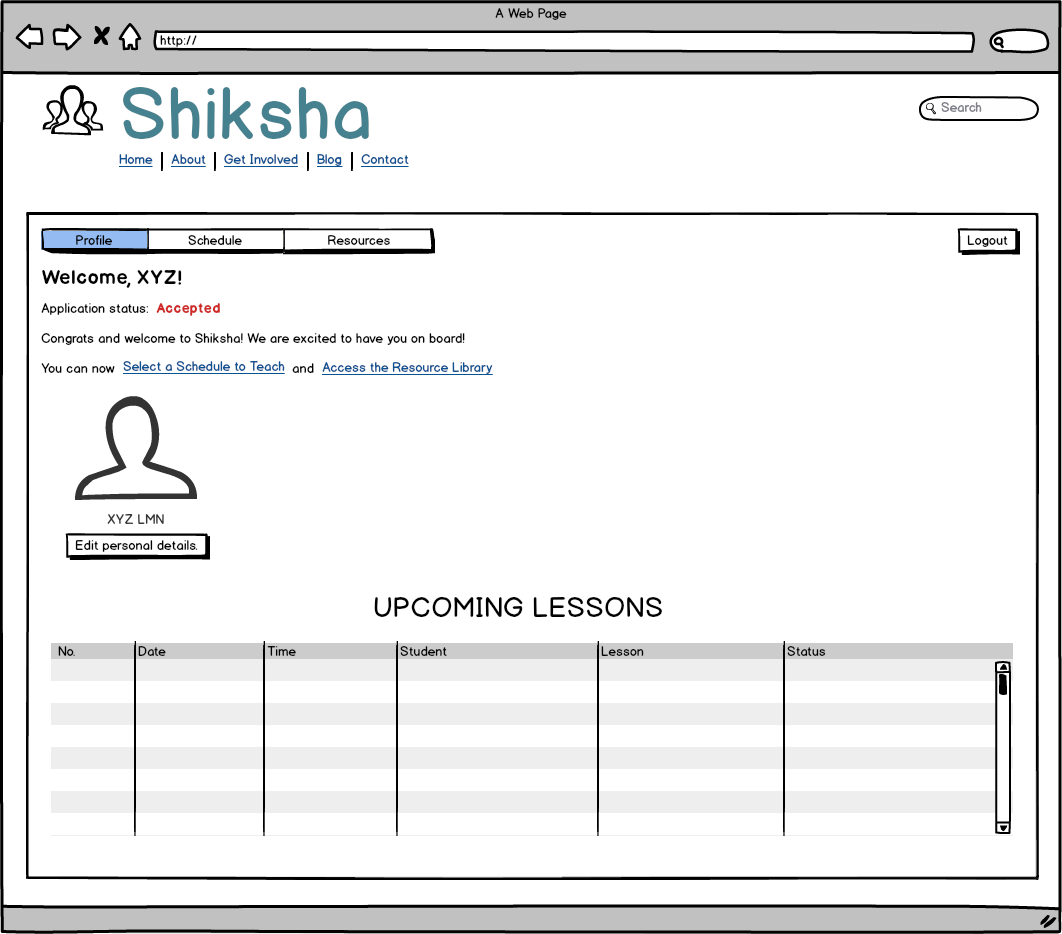 A Web Page
http://
Shiksha
Search
Home About Get Involved Blog Contact
Profile Schedule Resources Logout
Welcome, XYZ!
Application status: Accepted
Congrats and welcome to Shiksha! We are excited to have you on board!
You can now Select a Schedule to Teach and Access the Resource Library
XYZ LMN
Edit personal details.
UPCOMING LESSONS
No. Date Time Student Lesson Status